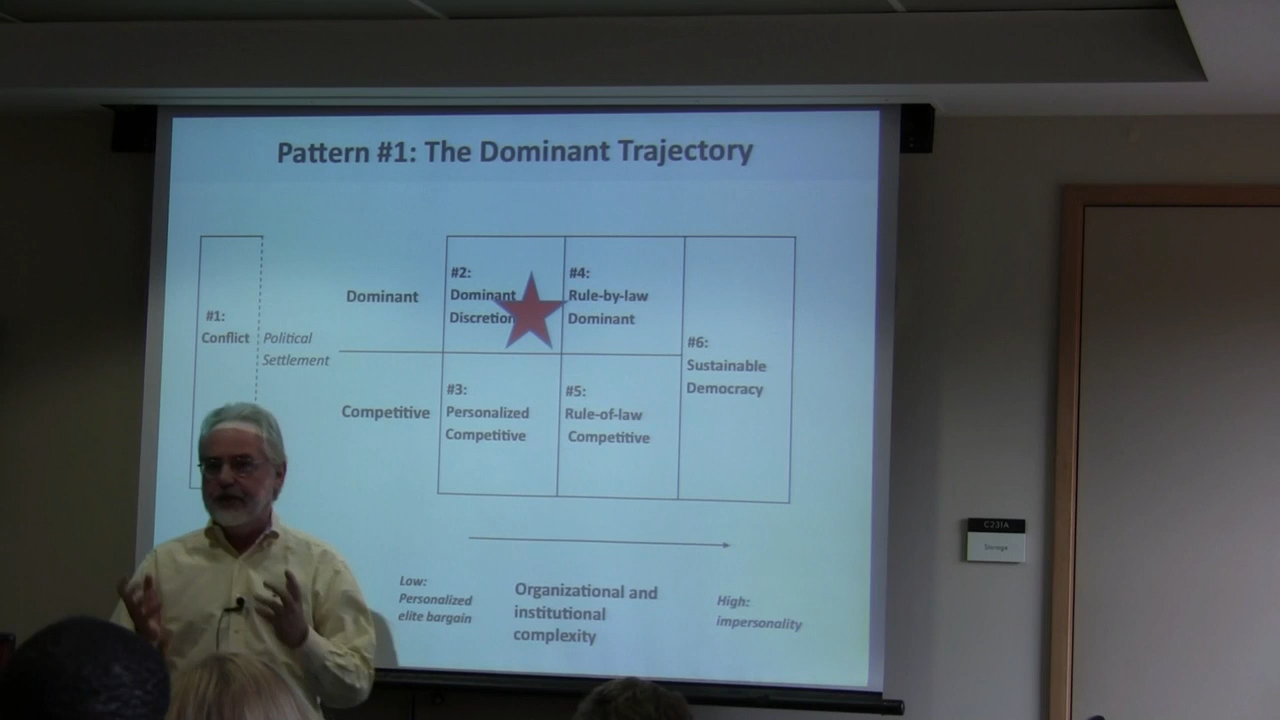 Pattern #1: The Dominant Trajectory
#1:
Conflict
Political
Settlement
Dominant
Competitive
#2:
Dominant
Discretion
#4:
Rule-by-law
Dominant
#3:
Personalized
Competitive
#5:
Rule-of-law
Competitive
#6:
Sustainable
Democracy
Low:
Personalized
elite bargain
Organizational and
institutional
complexity
High:
impersonality
C231A
Storage